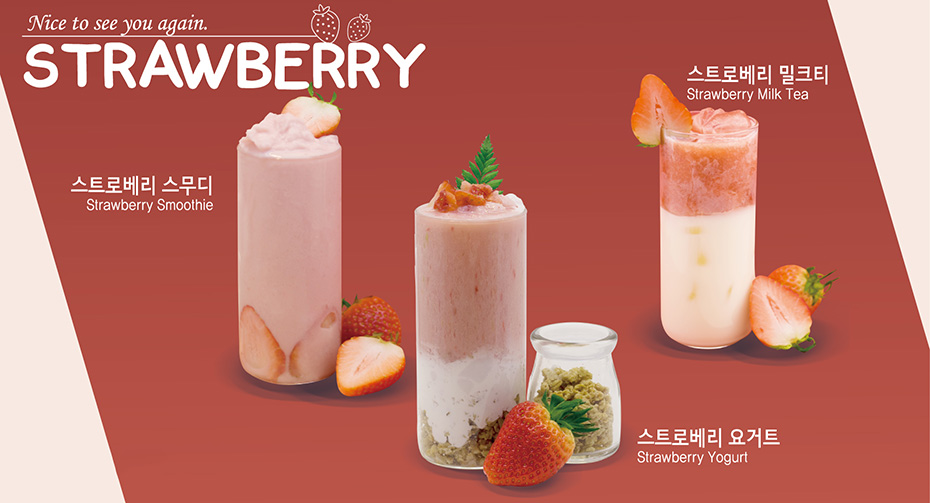 Nice to see you again.
STRAWBERRY
스트로베리 밀크티
Strawberry Milk Tea
스트로베리 스무디
Strawberry Smoothie
스트로베리 요거트
Strawberry Yogurt